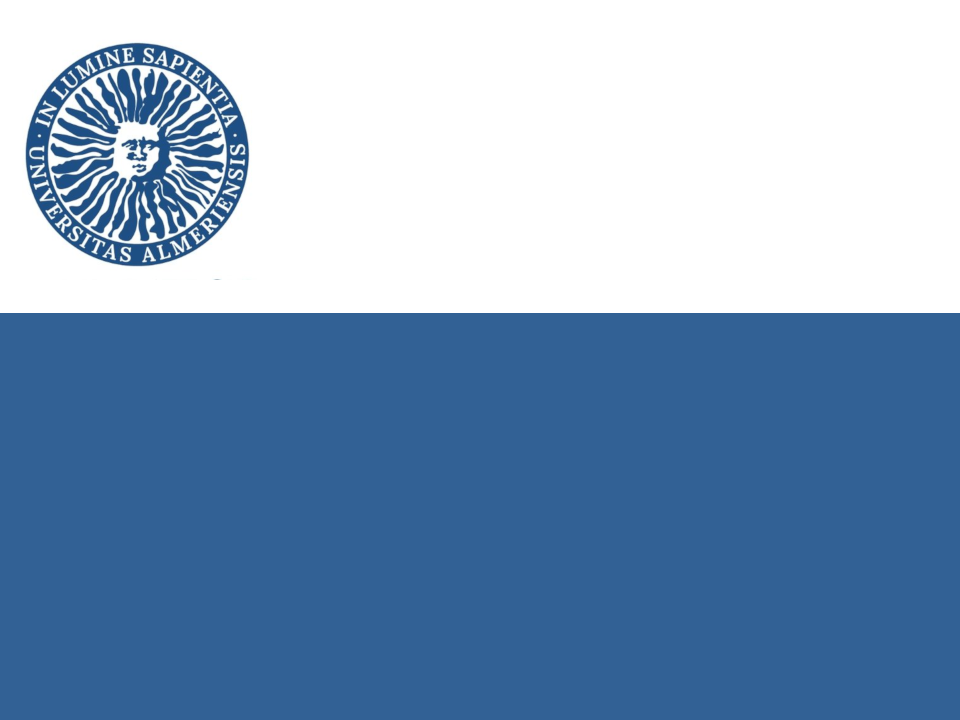 · IN LUMINE SAPIENTIA ·
UNIVERSITAS ALMERIENSIS